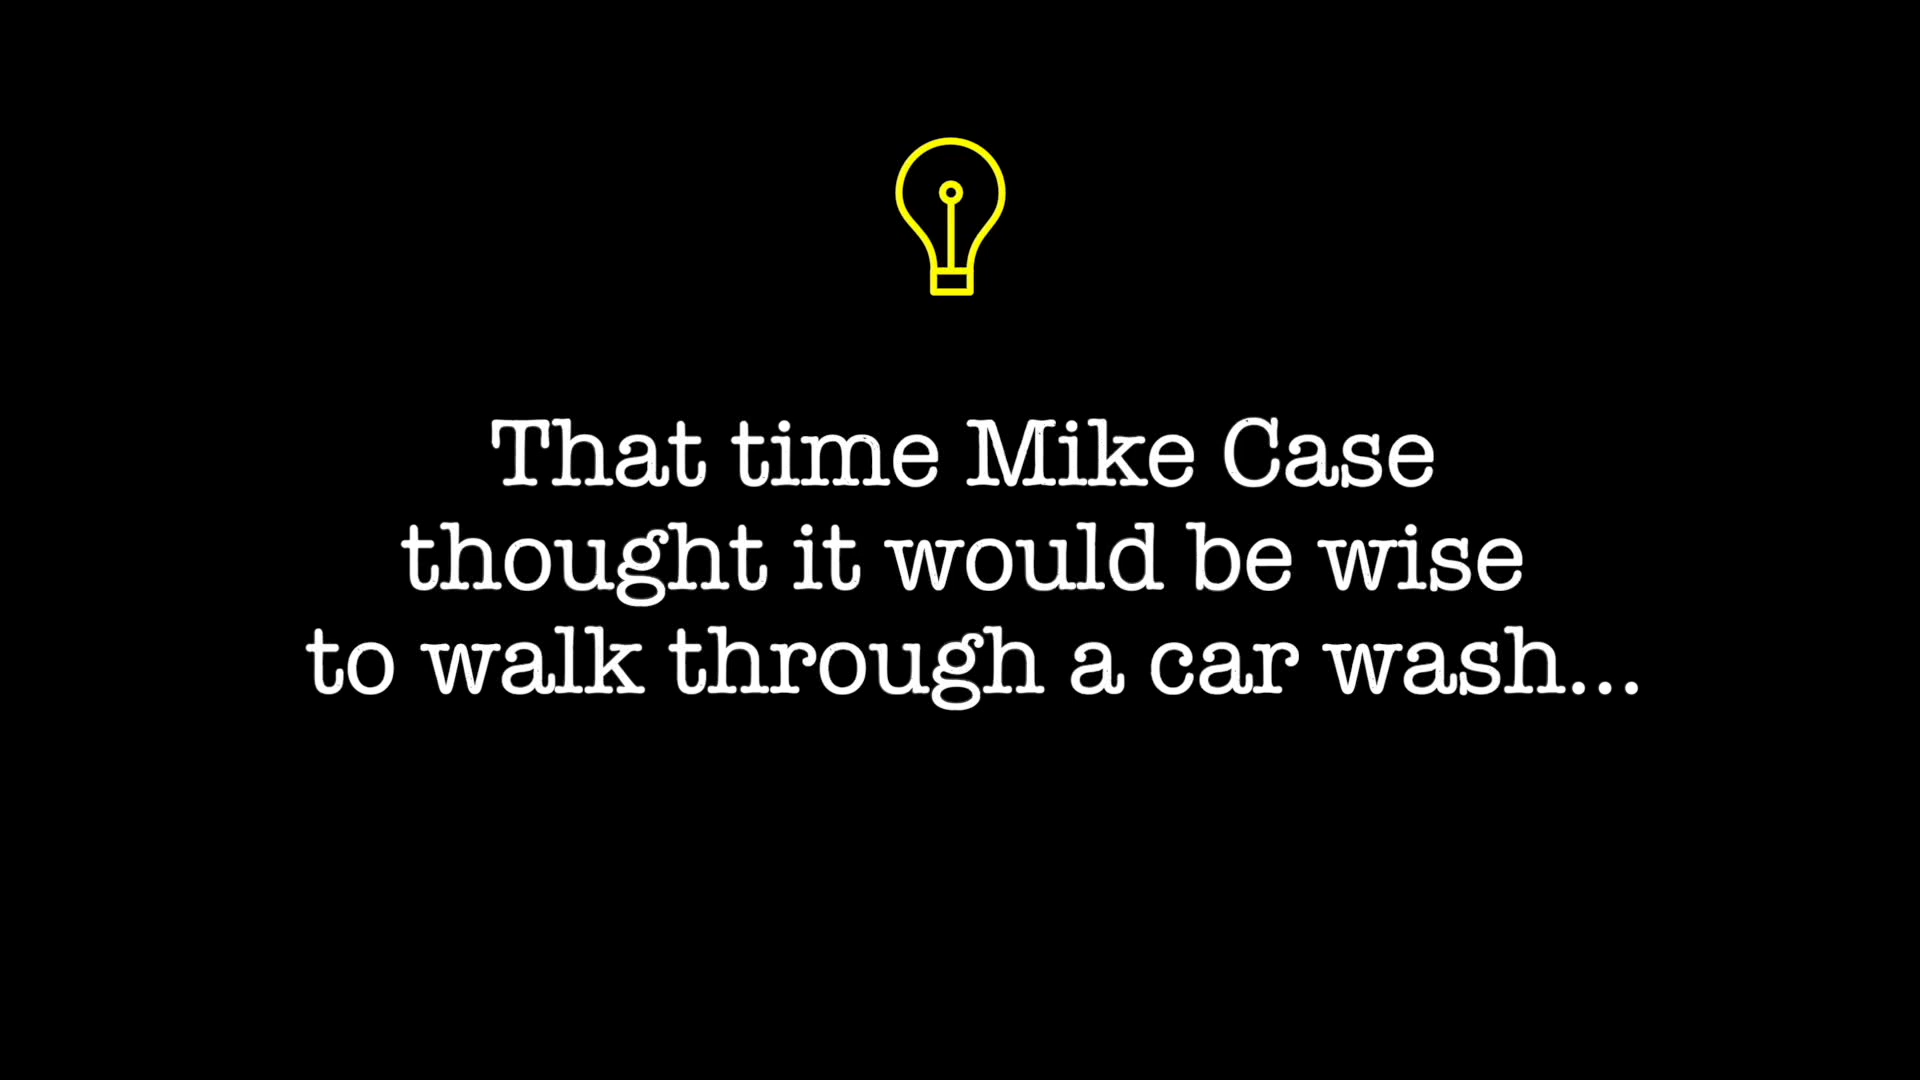 That time Mike Case
thought it would be wise
to walk through a car wash...